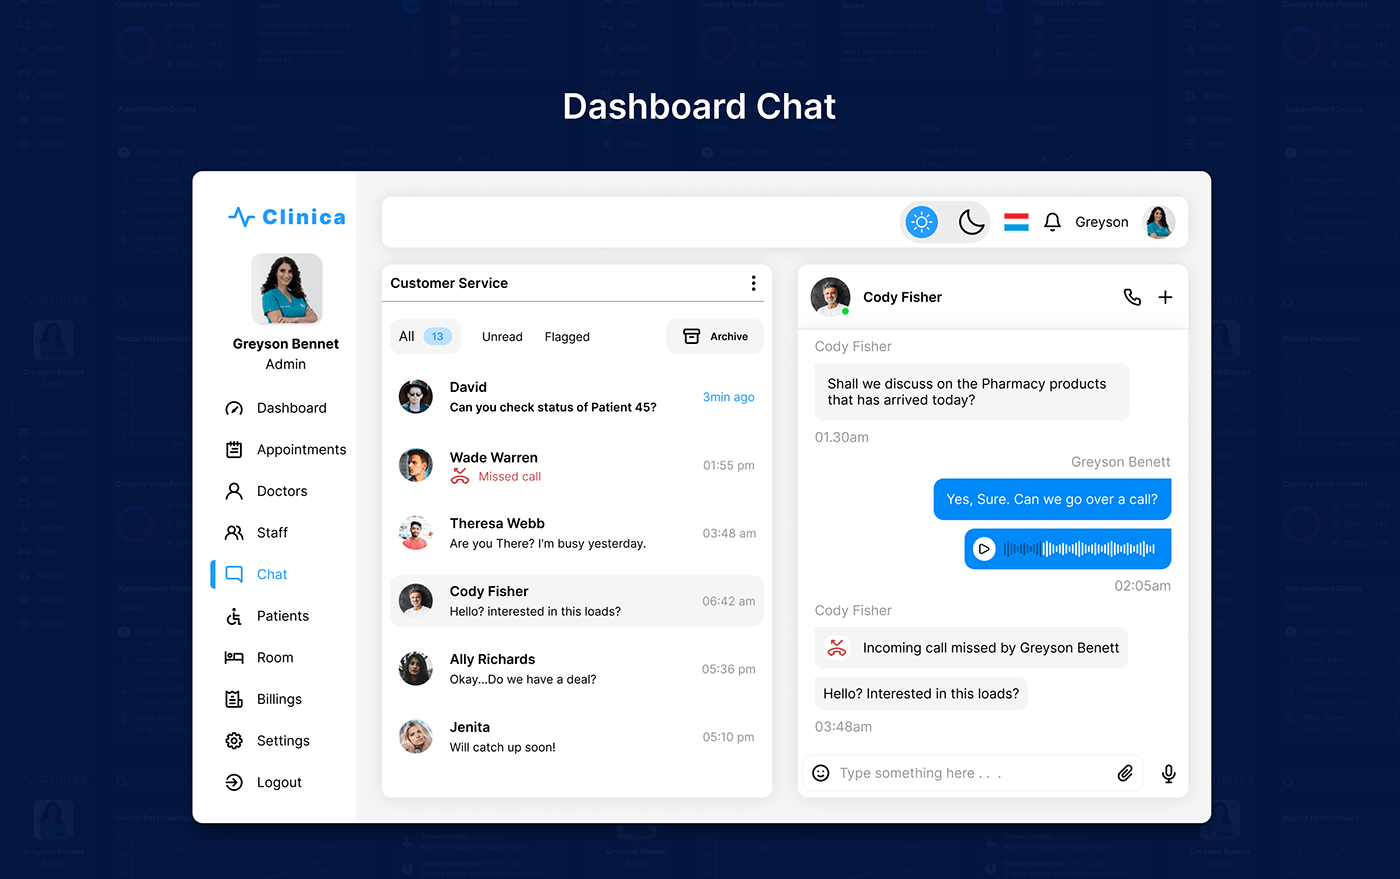 Dashboard Chat
Clinica
Greyson
Greyson Bennet
Admin
Dashboard
Appointments
Doctors
Staff
Chat
Patients
Room
Billings
Settings
Logout
Customer Service
All 13 Unread Flagged Archive
David
Can you check status of Patient 45?
3min ago
Wade Warren
Missed call
01:55 pm
Theresa Webb
Are you There? I'm busy yesterday.
03:48 am
Cody Fisher
Hello? interested in this loads?
06:42 am
Ally Richards
Okay...Do we have a deal?
05:36 pm
Jenita
Will catch up soon!
05:10 pm
Cody Fisher
Cody Fisher
Shall we discuss on the Pharmacy products
that has arrived today?
01.30am
Greyson Benett
Yes, Sure. Can we go over a call?
02:05am
Cody Fisher
Incoming call missed by Greyson Benett
Hello? Interested in this loads?
03:48am
Type something here . . .